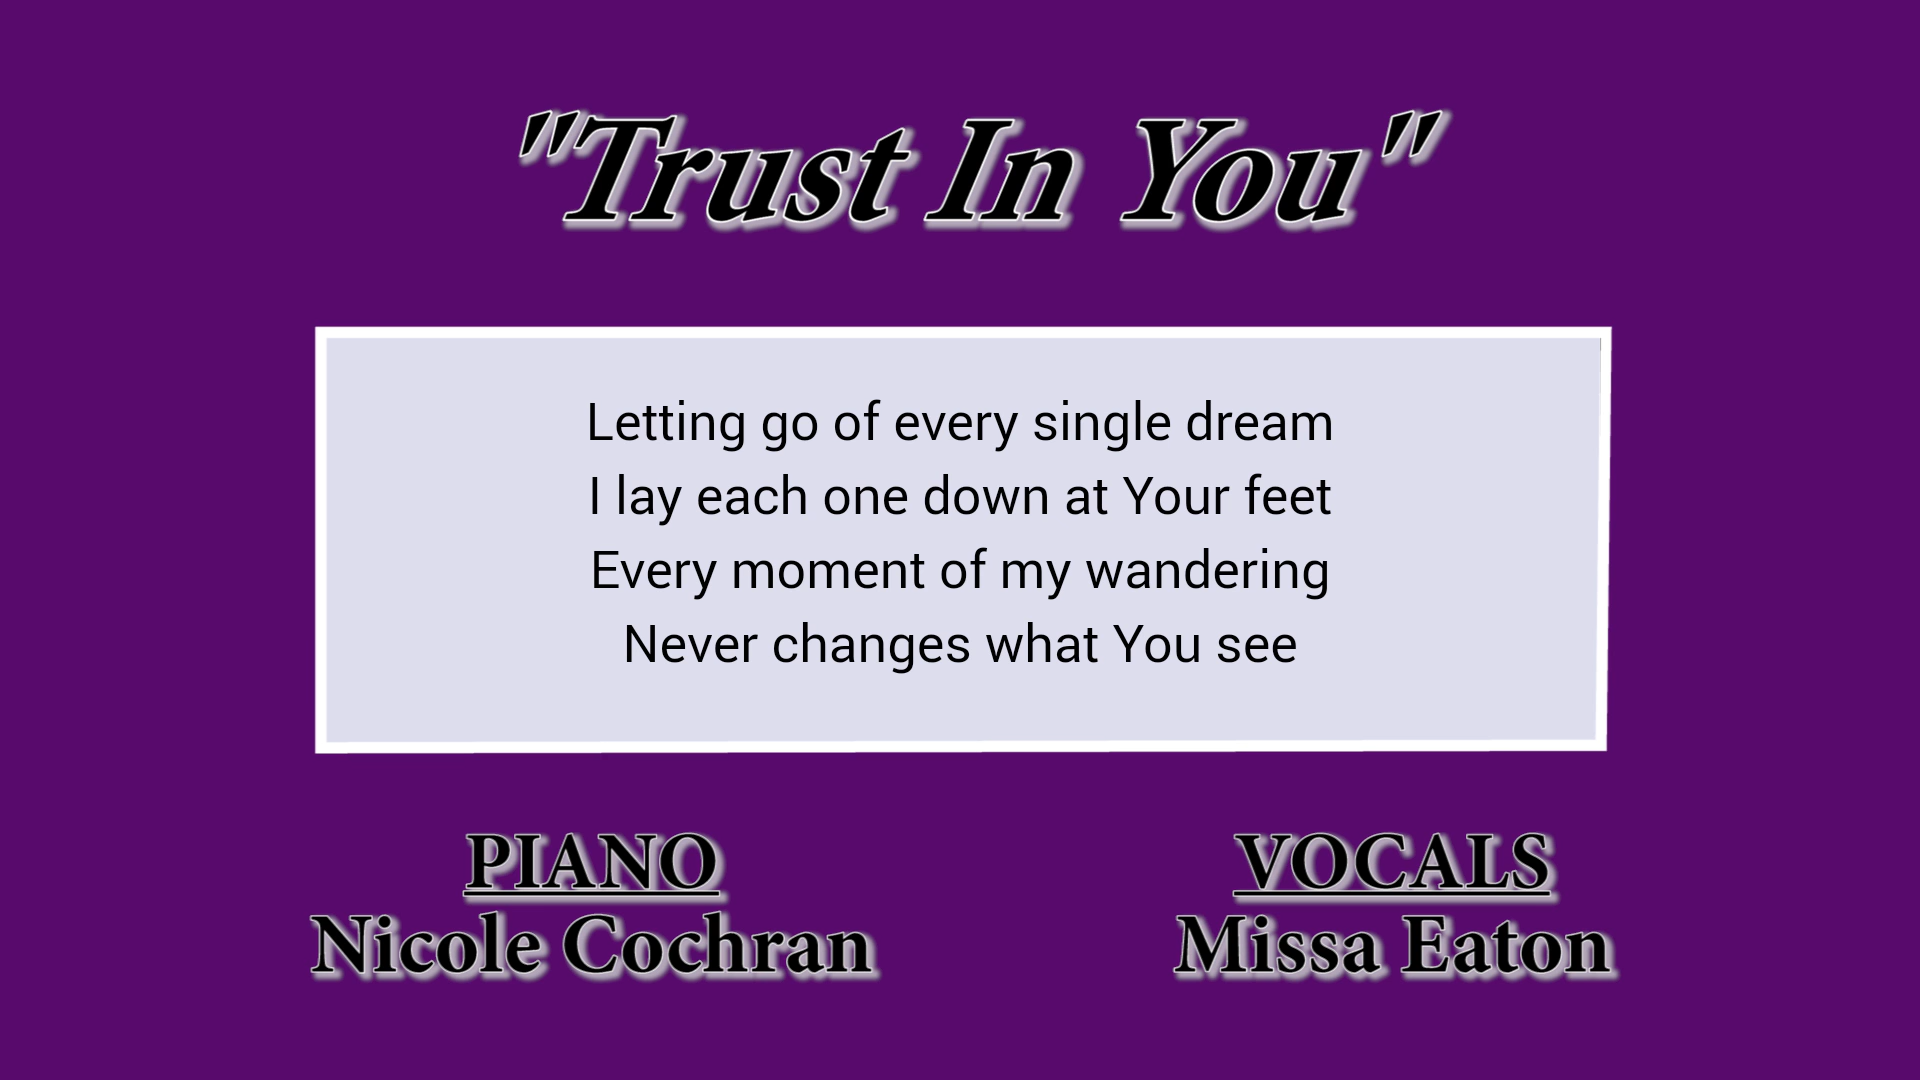 "Trust In You"
Letting go of every single dream
I lay each one down at Your feet
Every moment of my wandering
Never changes what You see
PIANO
Nicole Cochran
VOCALS
Missa Eaton